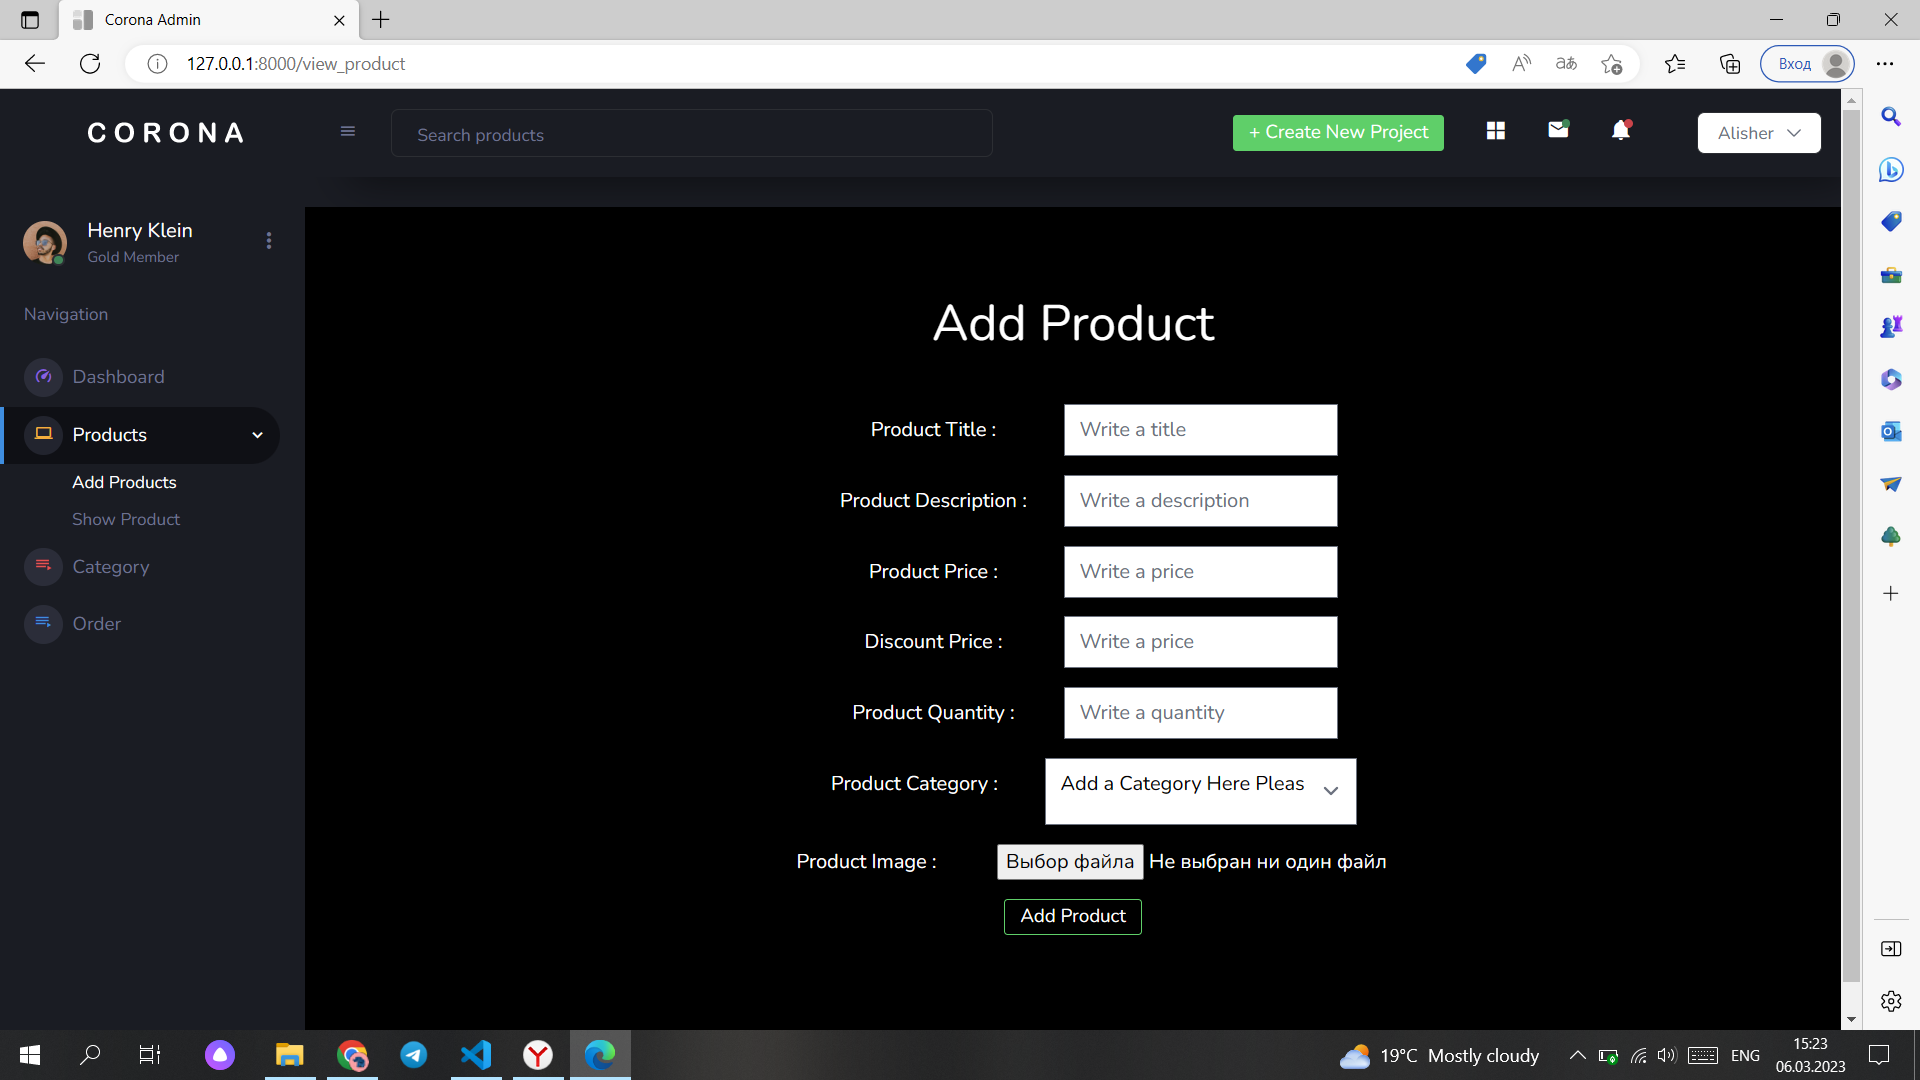 Corona Admin
127.0.0.1:8000/view_product
Вход
CORONA
Search products
+ Create New Project
Alisher
Henry Klein
Gold Member
Navigation
Dashboard
Products
Add Products
Show Product
Category
Order
Add Product
Product Title :
Write a title
Product Description :
Write a description
Product Price :
Write a price
Discount Price :
Write a price
Product Quantity :
Write a quantity
Product Category :
Add a Category Here Pleas
Product Image :
Выбор файла Не выбран ни один файл
Add Product
19°C Mostly cloudy
ENG
15:23
06.03.2023